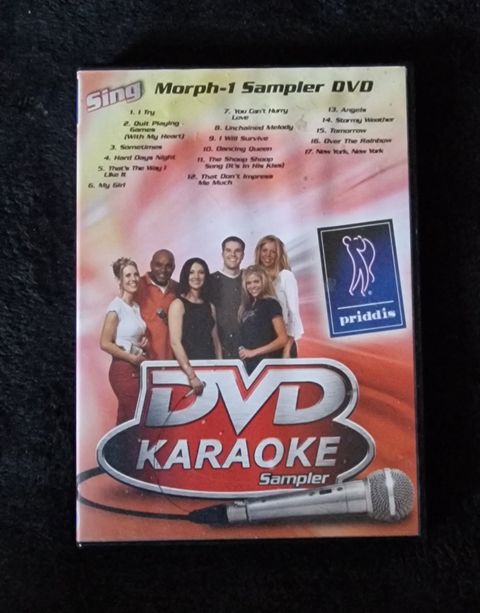 Sing
Morph-1 Sampler DVD
1. I Try
2. Quit Playing
Games
(With My Heart)
3. Sometimes
4. Hard Days Night
5. That's The Way I
Like It
6. My Girl
7. You Can't Hurry
Love
8. Unchained Melody
9. I Will Survive
10. Dancing Queen
11. The Shoop Shoop
Song (It's In His Kiss)
12. That Don't Impress
Me Much
13. Angels
14. Stormy Weather
15. Tomorrow
16. Over The Rainbow
17. New York, New York
®
priddis
DVD
KARAOKE
Sampler